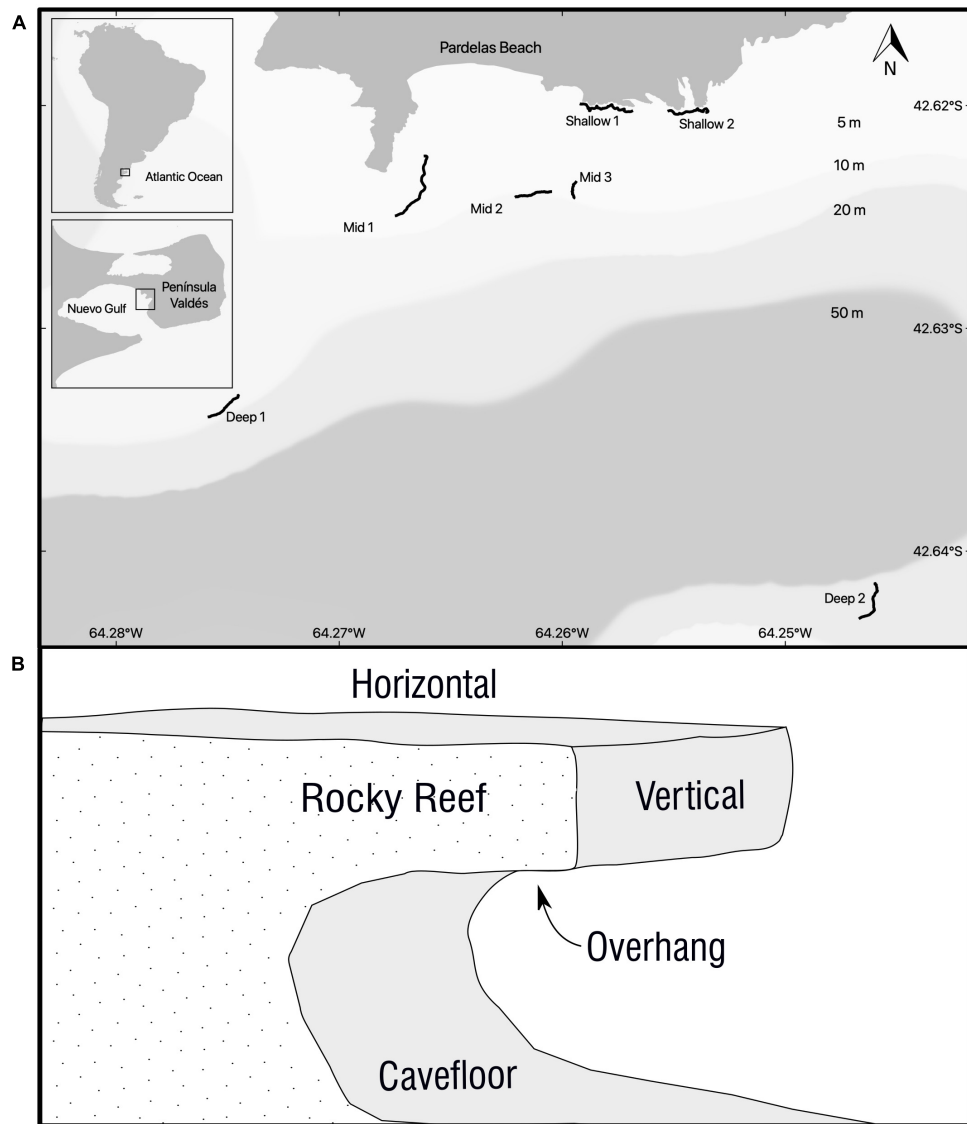 A
Pardelas Beach
N
Atlantic Ocean
42.62°S
Shallow 1
Shallow 2
5 m
10 m
Mid 3
Mid 2
20 m
Mid 1
Península
Valdés
Nuevo Gulf
50 m
42.63°S
Deep 1
42.64°S
Deep 2
64.28°W
64.27°W
64.26°W
64.25°W
B
Horizontal
Rocky Reef
Vertical
Overhang
Cavefloor